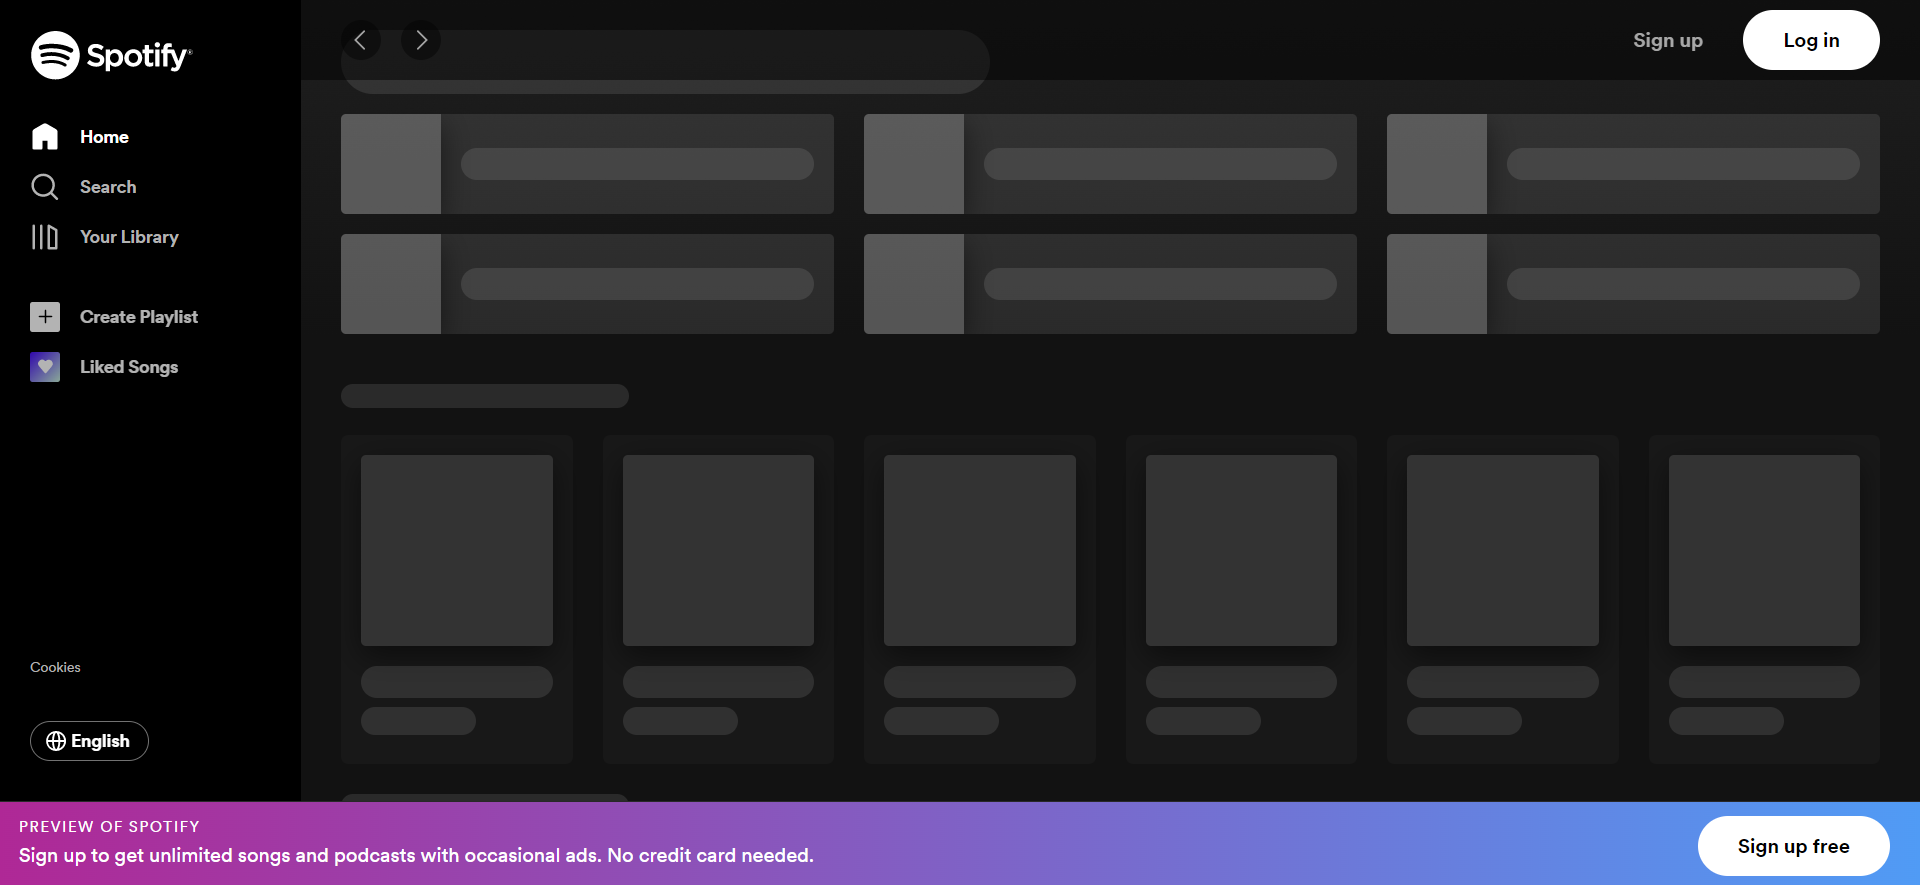 Spotify®
Home
Search
Your Library
Create Playlist
Liked Songs
Cookies
English
Sign up
Log in
PREVIEW OF SPOTIFY
Sign up to get unlimited songs and podcasts with occasional ads. No credit card needed.
Sign up free